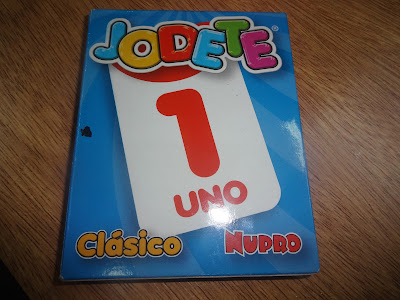 JODETE®
1
UNO
Clásico NUPRO